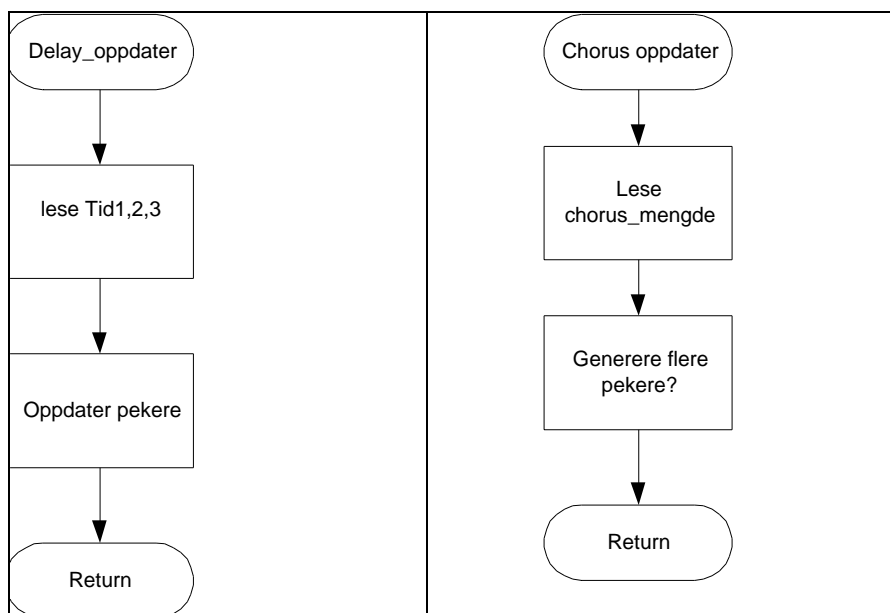 Delay_oppdater
lese Tid1,2,3
Oppdater pekere
Return
Chorus oppdater
Lese
chorus_mengde
Generere flere
pekere?
Return